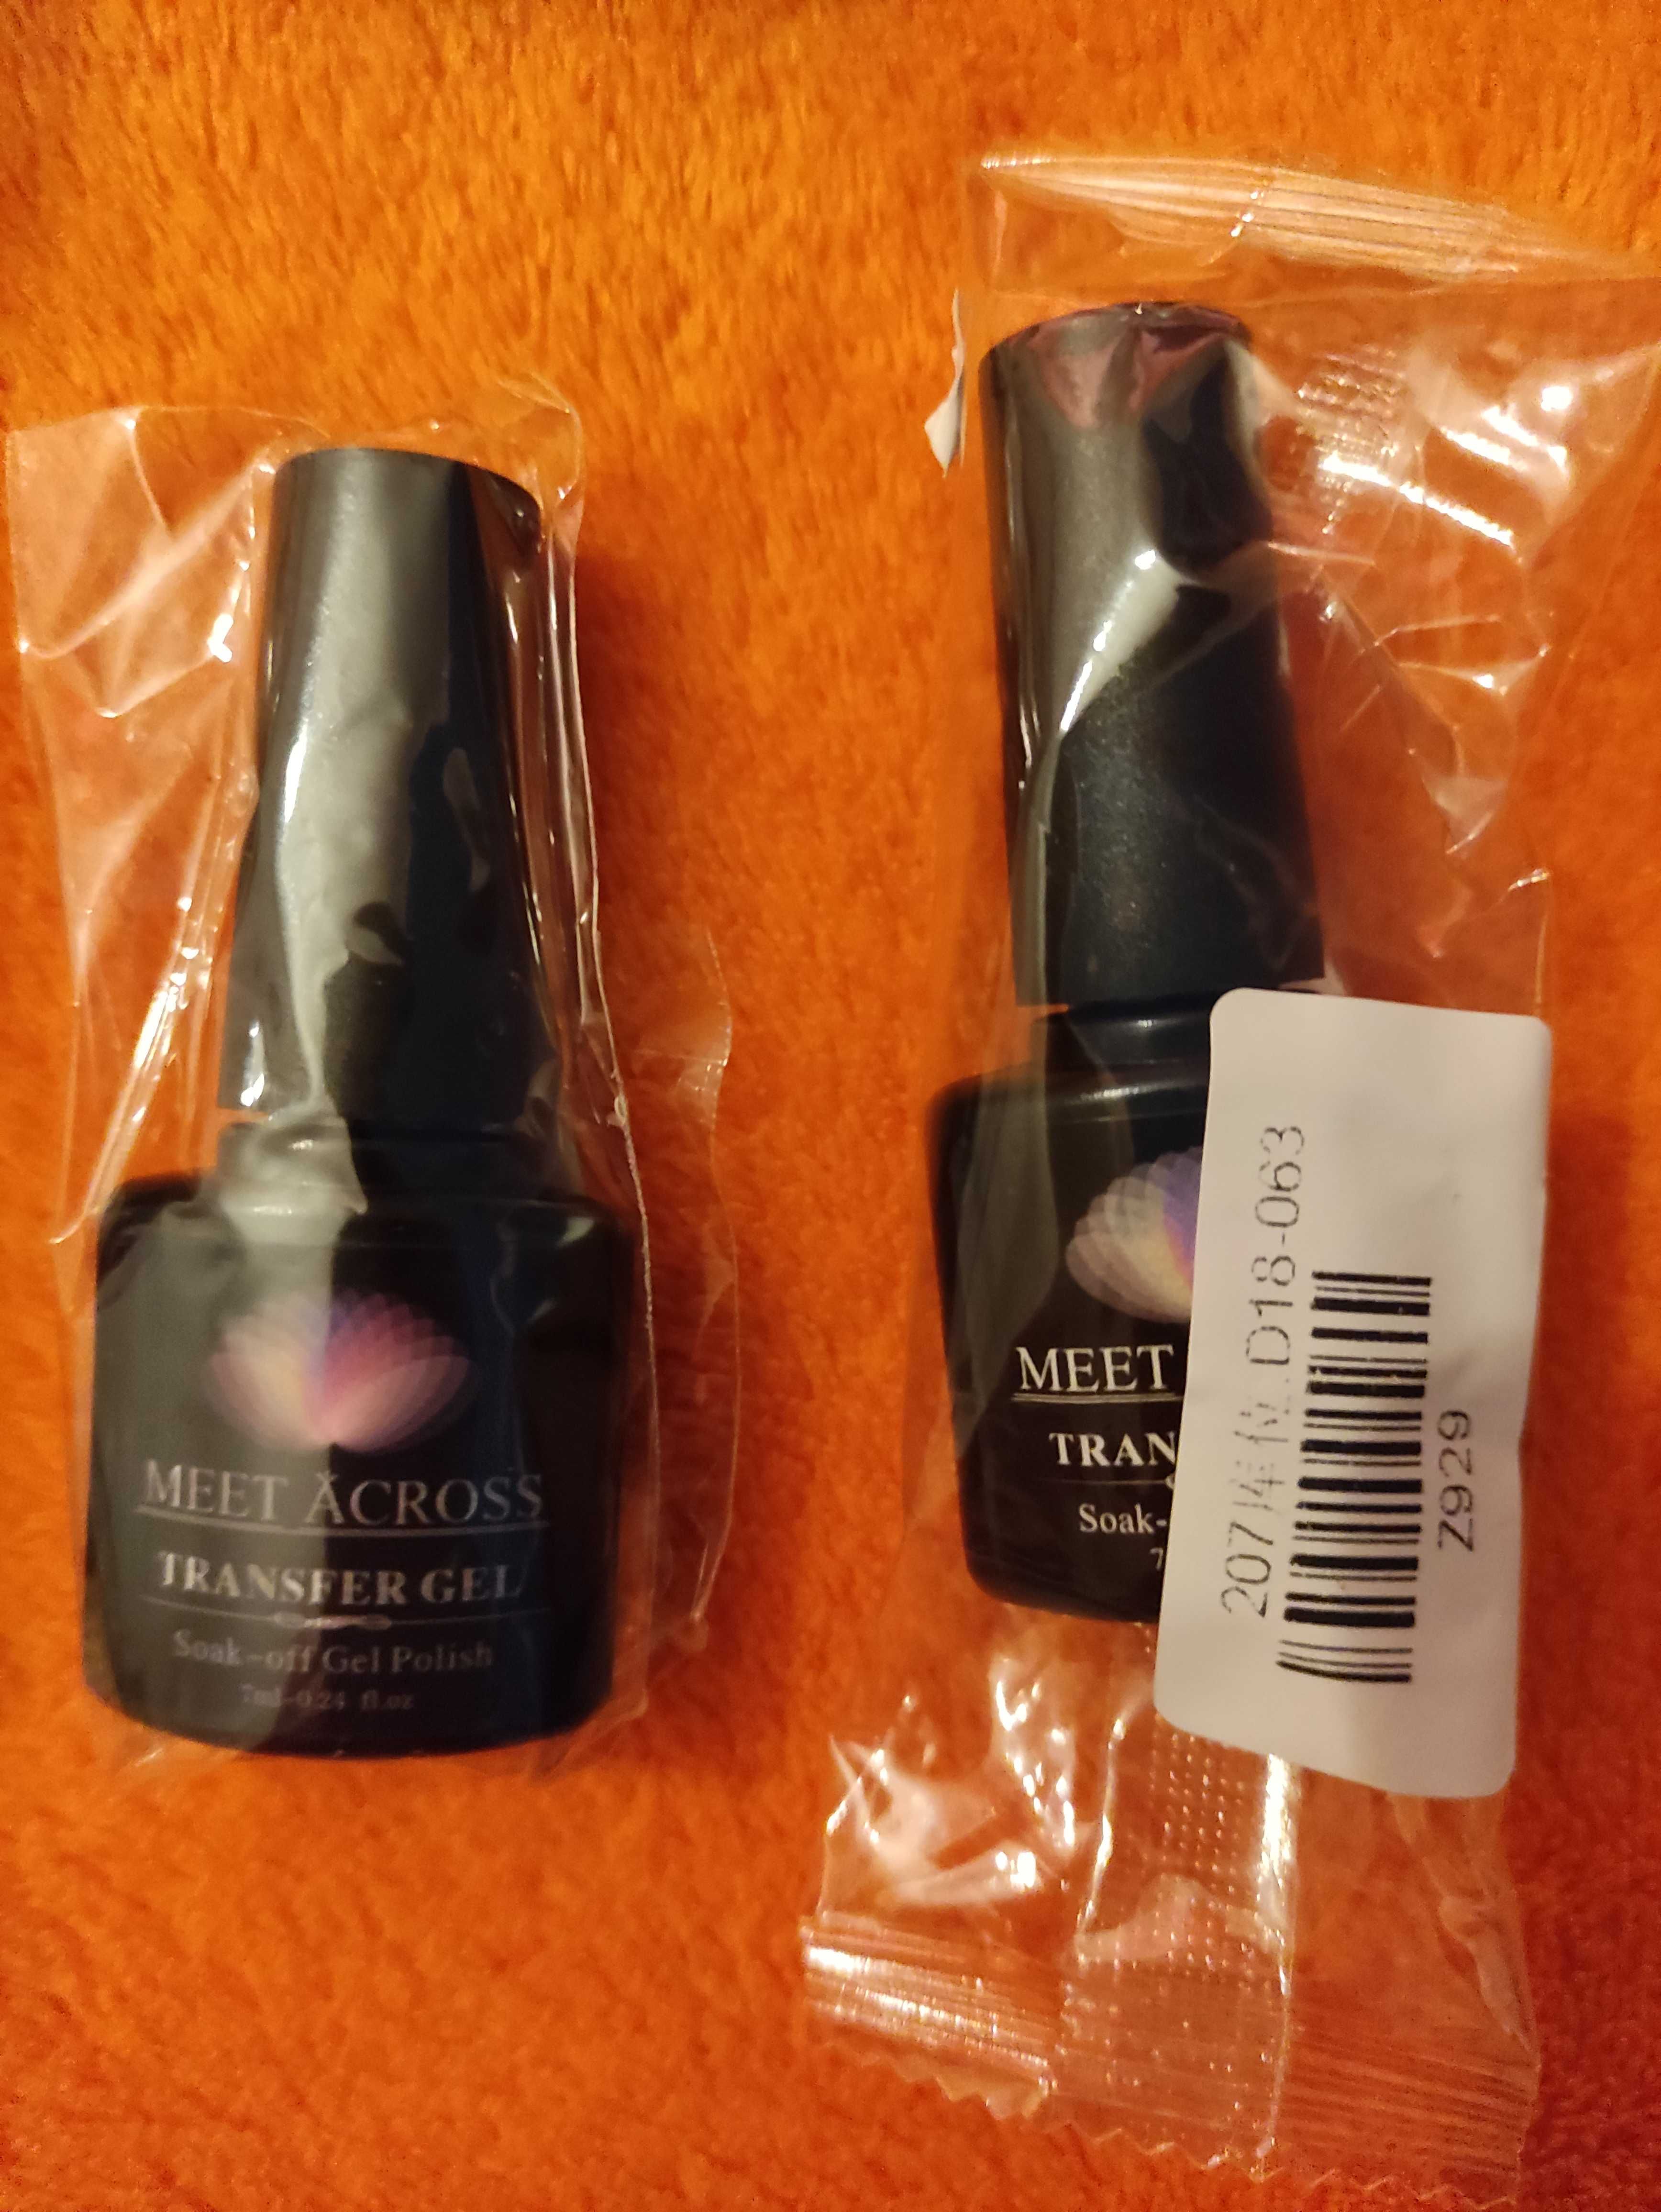 MEET ACROSS
TRANSFER GEL
Soak-off Gel Polish
7ml-0.24 fl.oz
MEET
TRAN
Soak-
7
207 D18-063
Z929